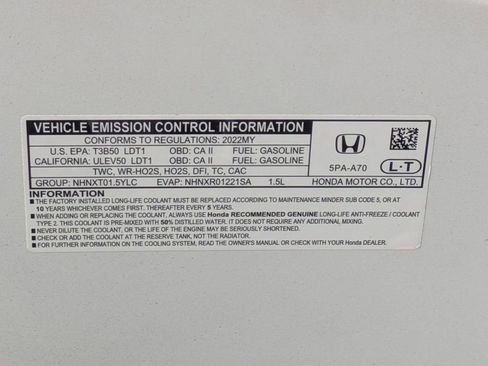 VEHICLE EMISSION CONTROL INFORMATION
CONFORMS TO REGULATIONS: 2022MY
U.S. EPA: T3B50 LDT1 OBD: CA II FUEL: GASOLINE
CALIFORNIA: ULEV50 LDT1 OBD: CA II FUEL: GASOLINE
TWC, WR-HO2S, HO2S, DFI, TC, CAC
GROUP: NHNXT01.5YLC EVAP: NHNXR01221SA 1.5L
5PA-A70
L·T
HONDA MOTOR CO., LTD.
INFORMATION
■ THE FACTORY INSTALLED LONG-LIFE COOLANT MUST BE REPLACED ACCORDING TO MAINTENANCE MINDER SUB CODE 5, OR AT
10 YEARS WHICHEVER COMES FIRST. THEREAFTER EVERY 5 YEARS.
■ WHEN ADDING OR REPLACING THE COOLANT, ALWAYS USE Honda RECOMMENDED GENUINE LONG-LIFE ANTI-FREEZE / COOLANT
TYPE 2. THIS COOLANT IS PRE-MIXED WITH 50% DISTILLED WATER. IT DOES NOT REQUIRE ANY ADDITIONAL MIXING.
■ NEVER DILUTE THE COOLANT, OR THE LIFE OF THE ENGINE MAY BE SERIOUSLY SHORTENED.
■ CHECK OR ADD THE COOLANT AT THE RESERVE TANK, NOT THE RADIATOR.
■ FOR FURTHER INFORMATION ON THE COOLING SYSTEM, READ THE OWNER'S MANUAL OR CHECK WITH YOUR Honda DEALER.